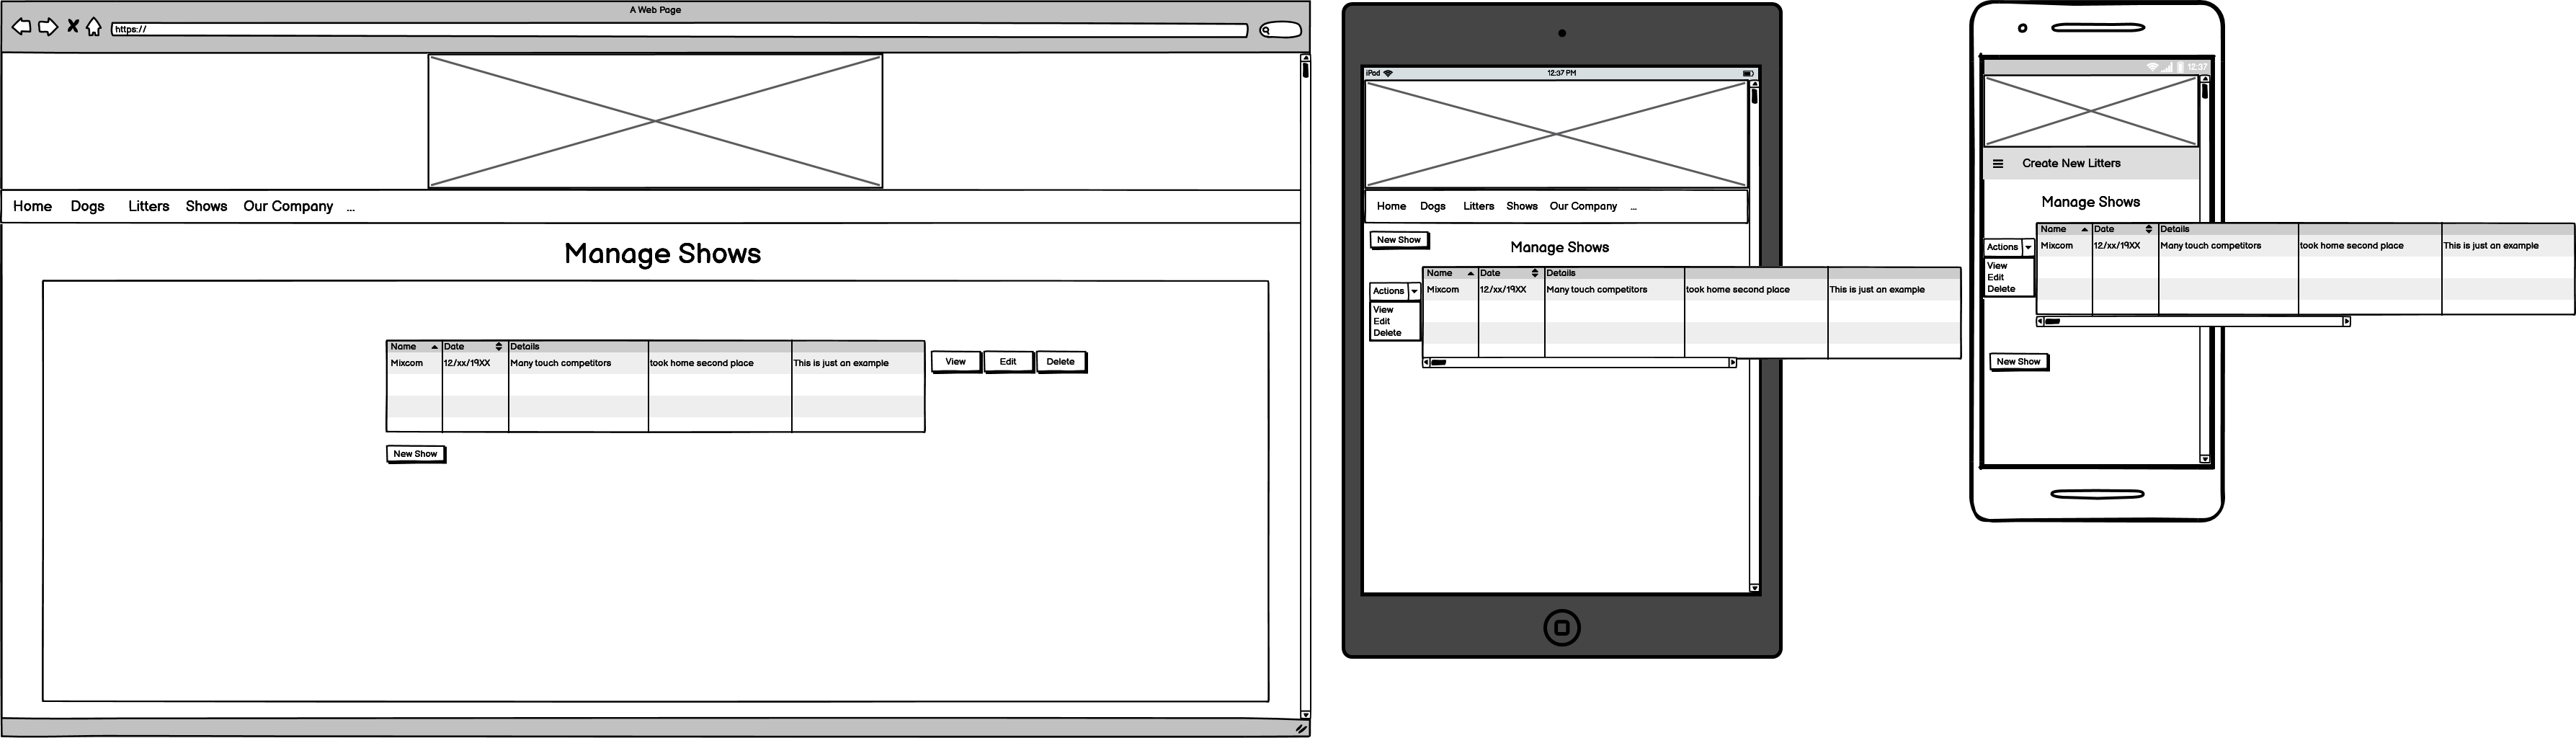 A Web Page
https://
Home Dogs Litters Shows Our Company ...
Manage Shows
Name Date Details
Mixcom 12/xx/19XX Many touch competitors took home second place This is just an example
View Edit Delete
New Show
iPad 12:37 PM
Home Dogs Litters Shows Our Company ...
New Show
Manage Shows
Name Date Details
Actions
Mixcom 12/xx/19XX Many touch competitors took home second place This is just an example
View
Edit
Delete
12:37
Create New Litters
Manage Shows
Name Date Details
Actions
Mixcom 12/xx/19XX Many touch competitors took home second place This is just an example
View
Edit
Delete
New Show